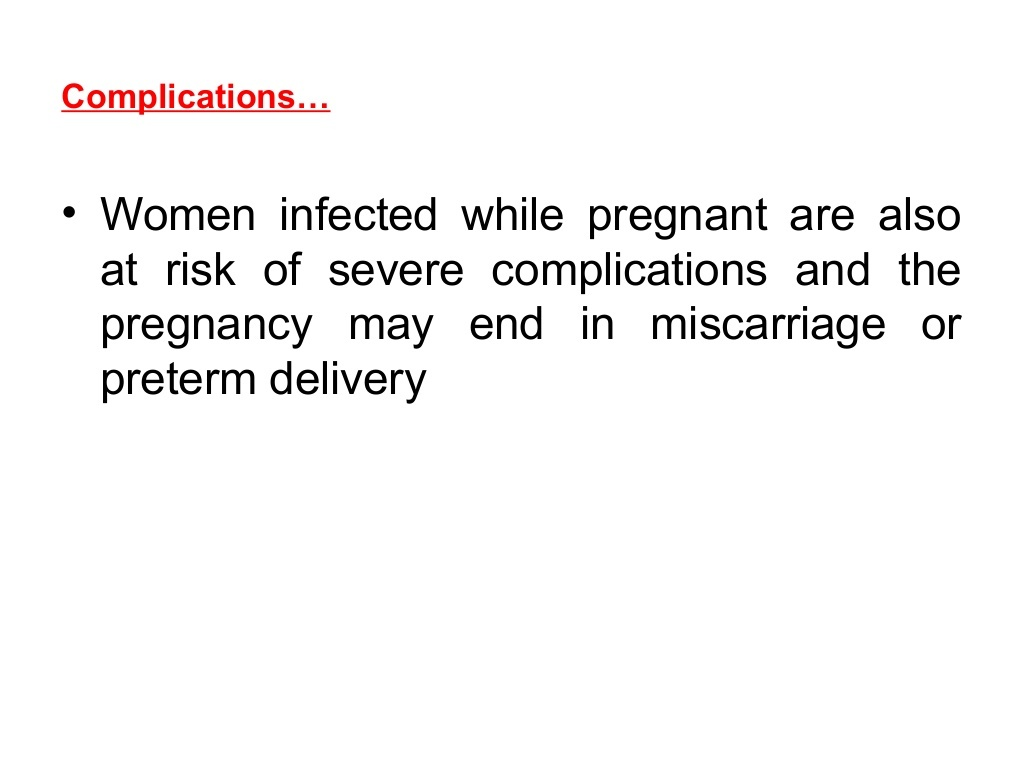 Complications…
• Women infected while pregnant are also
at risk of severe complications and the
pregnancy may end in miscarriage or
preterm delivery